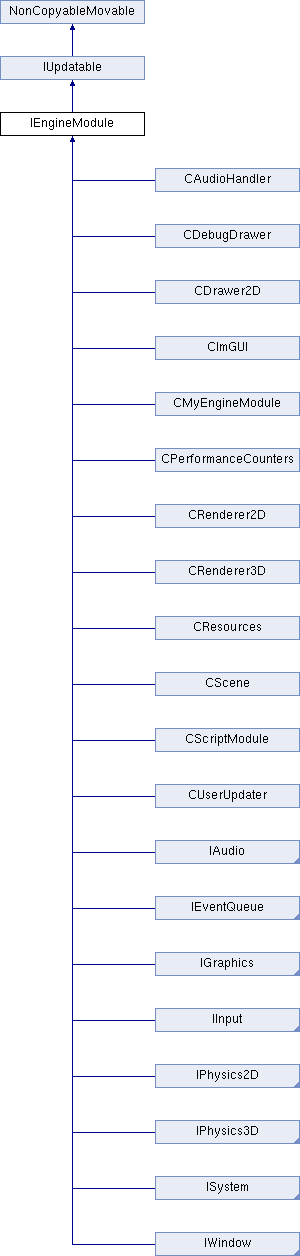 NonCopyableMovable
IUpdatable
IEngineModule
CAudioHandler
CDebugDrawer
CDrawer2D
CImGUI
CMyEngineModule
CPerformanceCounters
CRenderer2D
CRenderer3D
CResources
CScene
CScriptModule
CUserUpdater
IAudio
IEventQueue
IGraphics
IInput
IPhysics2D
IPhysics3D
ISystem
IWindow